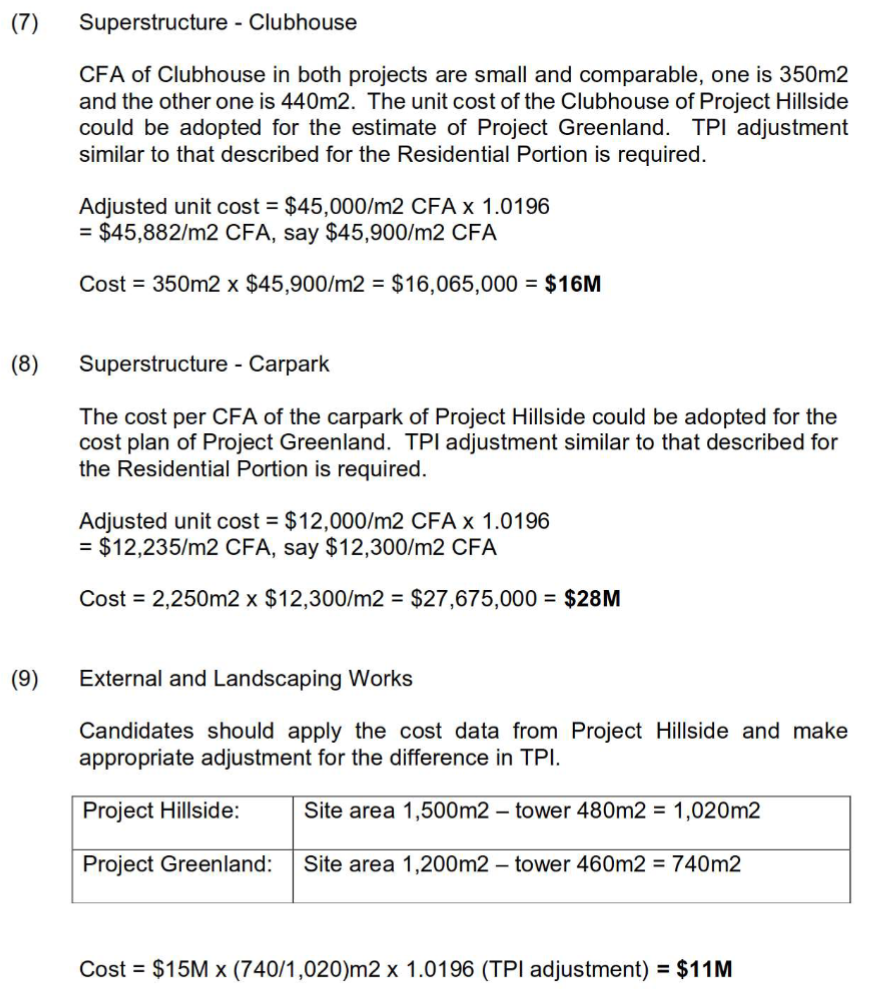 (7) Superstructure - Clubhouse
CFA of Clubhouse in both projects are small and comparable, one is 350m2
and the other one is 440m2. The unit cost of the Clubhouse of Project Hillside
could be adopted for the estimate of Project Greenland. TPI adjustment
similar to that described for the Residential Portion is required.
Adjusted unit cost = $45,000/m2 CFA x 1.0196
= $45,882/m2 CFA, say $45,900/m2 CFA
Cost = 350m2 x $45,900/m2 = $16,065,000 = $16M
(8) Superstructure - Carpark
The cost per CFA of the carpark of Project Hillside could be adopted for the
cost plan of Project Greenland. TPI adjustment similar to that described for
the Residential Portion is required.
Adjusted unit cost = $12,000/m2 CFA x 1.0196
= $12,235/m2 CFA, say $12,300/m2 CFA
Cost = 2,250m2 x $12,300/m2 = $27,675,000 = $28M
(9) External and Landscaping Works
Candidates should apply the cost data from Project Hillside and make
appropriate adjustment for the difference in TPI.
Project Hillside: Site area 1,500m2 – tower 480m2 = 1,020m2
Project Greenland: Site area 1,200m2 – tower 460m2 = 740m2
Cost = $15M x (740/1,020)m2 x 1.0196 (TPI adjustment) = $11M